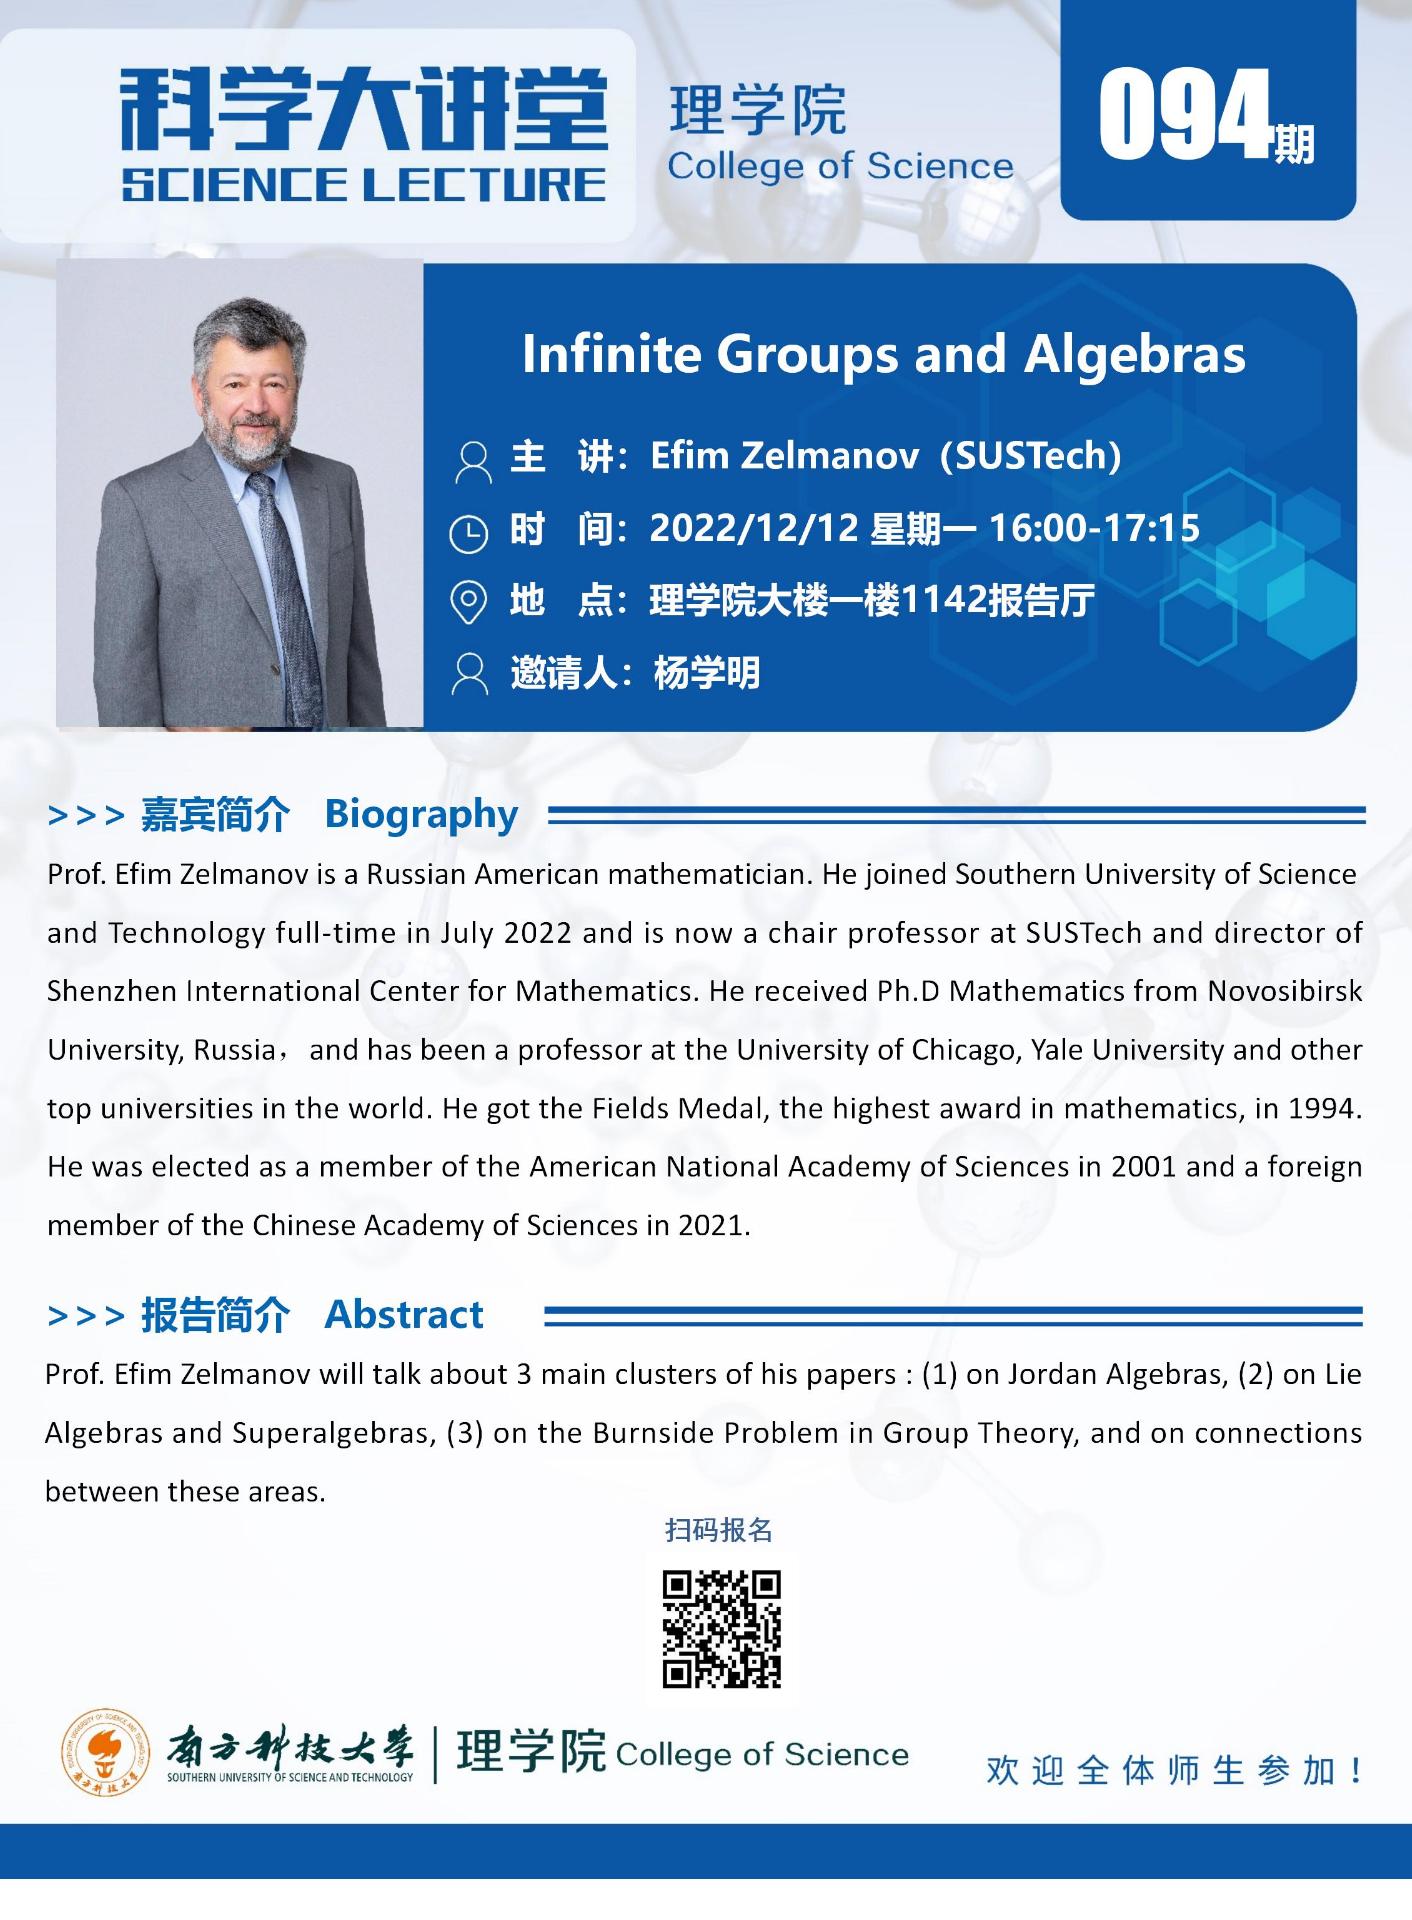 科学大讲堂
SCIENCE LECTURE
理学院
College of Science
094期
Infinite Groups and Algebras
主 讲：Efim Zelmanov（SUSTech）
时 间：2022/12/12 星期一 16:00-17:15
地 点：理学院大楼一楼1142报告厅
邀请人：杨学明
>>> 嘉宾简介 Biography
Prof. Efim Zelmanov is a Russian American mathematician. He joined Southern University of Science
and Technology full-time in July 2022 and is now a chair professor at SUSTech and director of
Shenzhen International Center for Mathematics. He received Ph.D Mathematics from Novosibirsk
University, Russia， and has been a professor at the University of Chicago, Yale University and other
top universities in the world. He got the Fields Medal, the highest award in mathematics, in 1994.
He was elected as a member of the American National Academy of Sciences in 2001 and a foreign
member of the Chinese Academy of Sciences in 2021.
>>> 报告简介 Abstract
Prof. Efim Zelmanov will talk about 3 main clusters of his papers : (1) on Jordan Algebras, (2) on Lie
Algebras and Superalgebras, (3) on the Burnside Problem in Group Theory, and on connections
between these areas.
扫码报名
南方科技大学
SOUTHERN UNIVERSITY OF SCIENCE AND TECHNOLOGY
理学院 College of Science
欢迎全体师生参加！